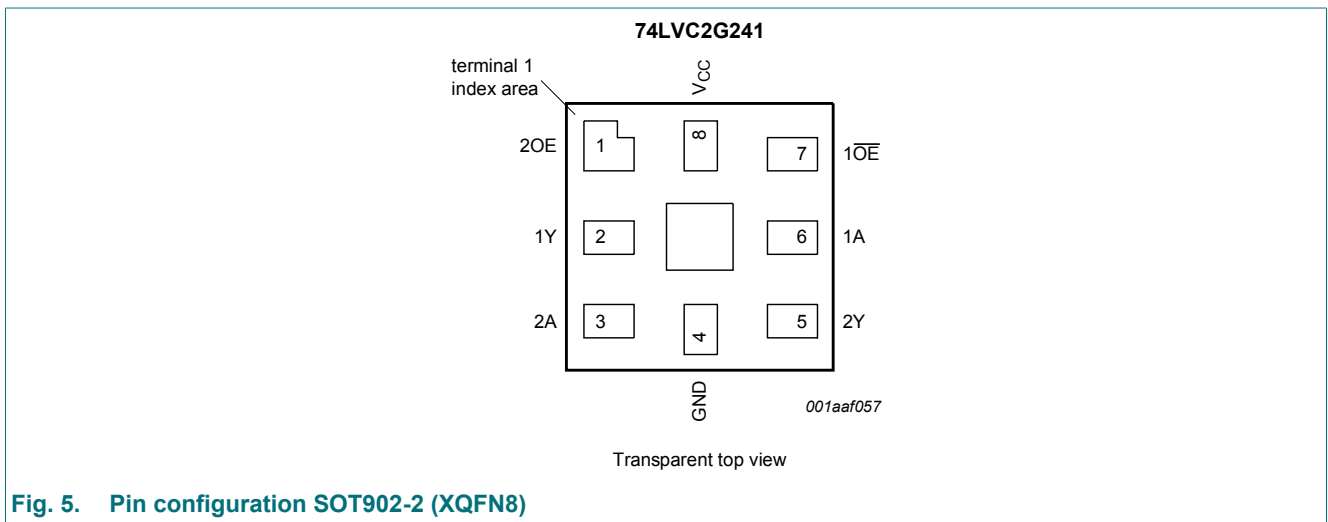 74LVC2G241
terminal 1
index area
VCC
2OE 1 8 7 1O̅E̅
1Y 2 6 1A
2A 3 4 5 2Y
GND
001aaf057
Transparent top view
Fig. 5. Pin configuration SOT902-2 (XQFN8)